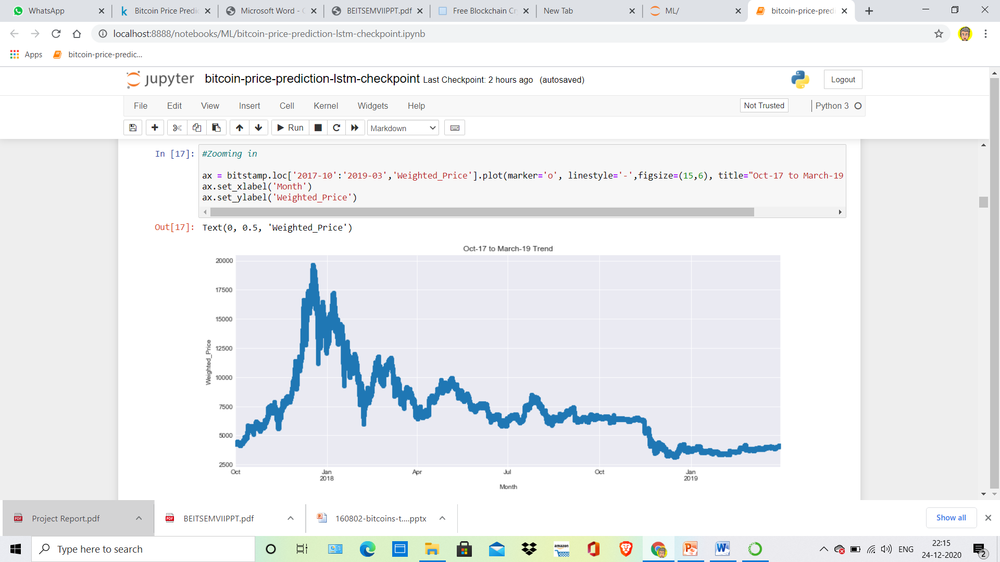 WhatsApp
Bitcoin Price Predic
Microsoft Word -
BEITSEMVIIPPT.pdf
Free Blockchain Cr
New Tab
ML/
bitcoin-price-pred
localhost:8888/notebooks/ML/bitcoin-price-prediction-lstm-checkpoint.ipynb
Apps
bitcoin-price-predic...
jupyter bitcoin-price-prediction-lstm-checkpoint Last Checkpoint: 2 hours ago (autosaved)
Logout
File Edit View Insert Cell Kernel Widgets Help
Not Trusted
Python 3
Run
Markdown
In [17]: #Zooming in
ax = bitstamp.loc['2017-10':'2019-03','Weighted_Price'].plot(marker='o', linestyle='-',figsize=(15,6), title="Oct-17 to March-19
ax.set_xlabel('Month')
ax.set_ylabel('Weighted_Price')
Out[17]: Text(0, 0.5, 'Weighted_Price')
Oct-17 to March-19 Trend
20000
17500
15000
12500
10000
7500
5000
2500
Weighted_Price
Oct Jan Apr Jul Oct Jan
2018 2019
Month
Project Report.pdf
BEITSEMVIIPPT.pdf
160802-bitcoins-t....pptx
Show all
Type here to search
amazon
ENG
22:15
24-12-2020
2